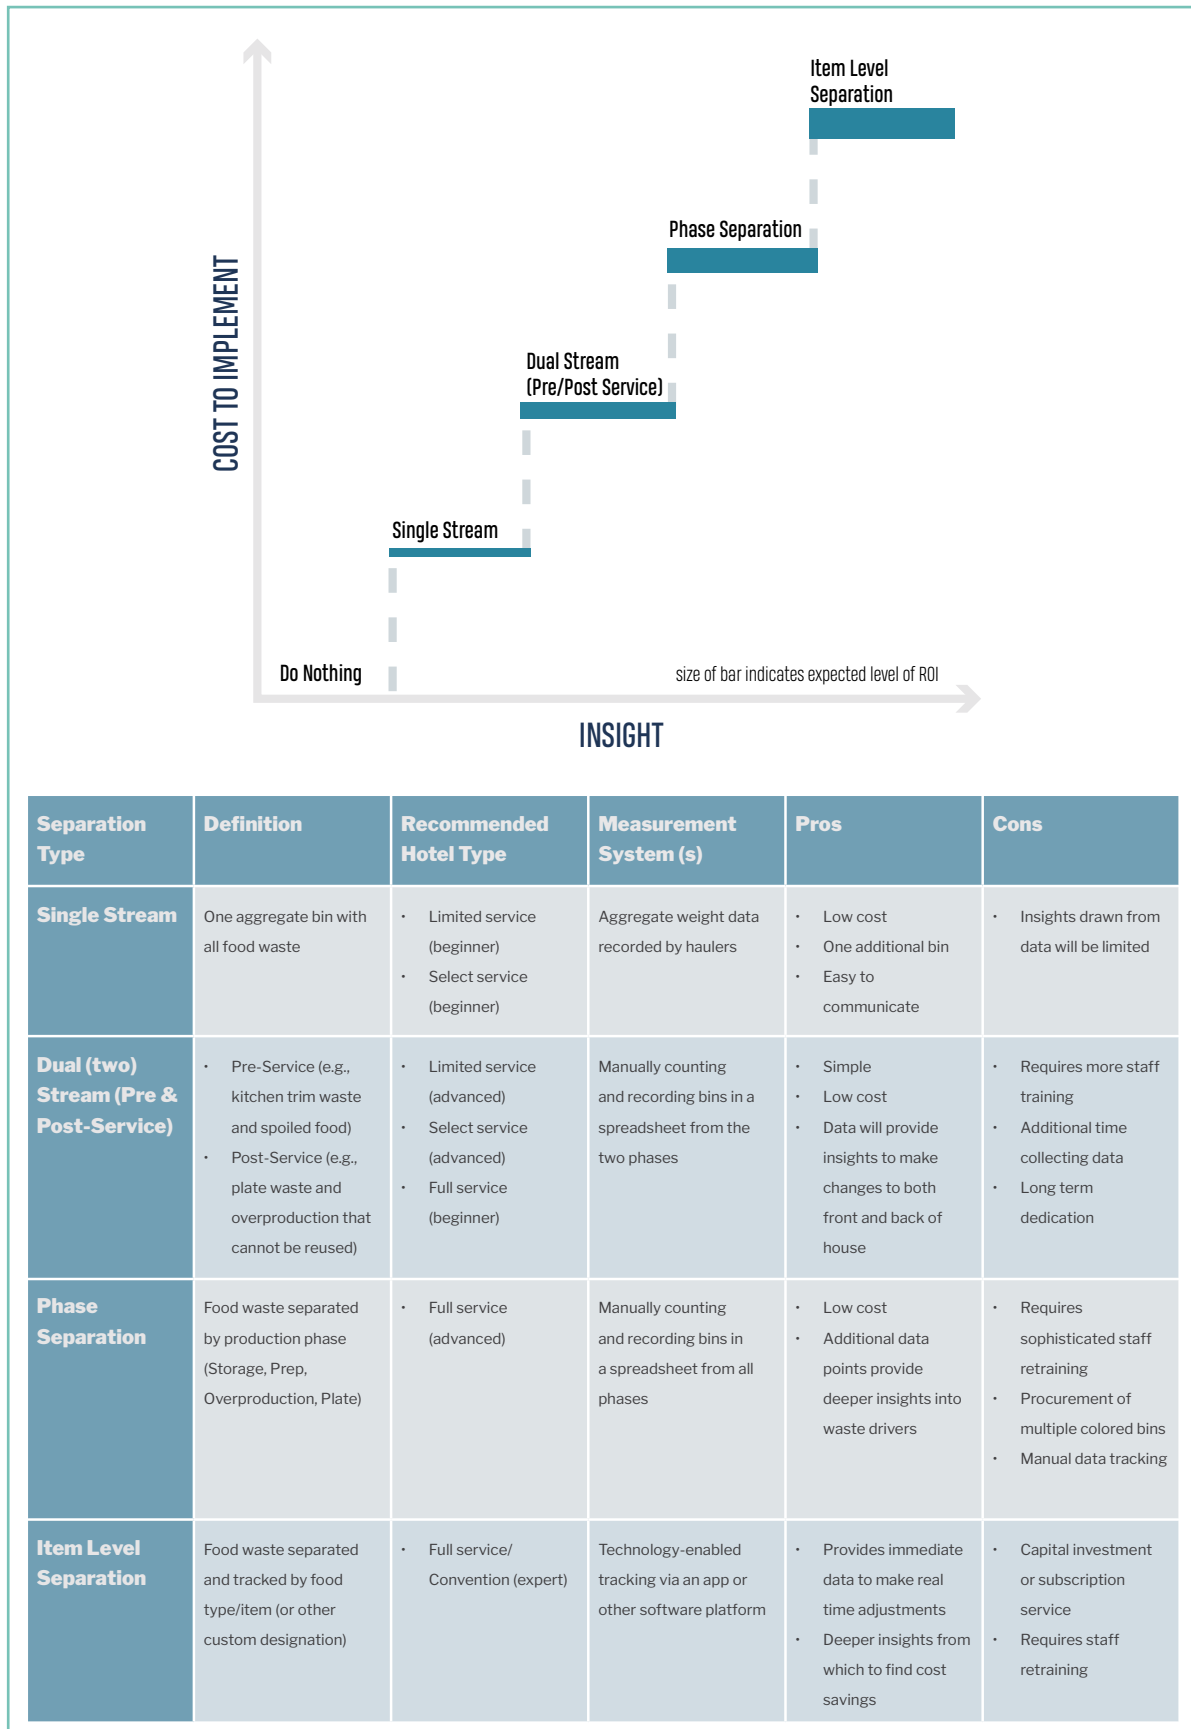 Item Level
Separation
Phase Separation
Dual Stream
(Pre/Post Service)
Single Stream
Do Nothing
size of bar indicates expected level of ROI
COST TO IMPLEMENT
INSIGHT
Separation
Type
Definition
Recommended
Hotel Type
Measurement
System (s)
Pros
Cons
Single Stream
One aggregate bin with
all food waste
• Limited service
(beginner)
• Select service
(beginner)
Aggregate weight data
recorded by haulers
• Low cost
• One additional bin
• Easy to
communicate
• Insights drawn from
data will be limited
Dual (two)
Stream (Pre &
Post-Service)
• Pre-Service (e.g.,
kitchen trim waste
and spoiled food)
• Post-Service (e.g.,
plate waste and
overproduction that
cannot be reused)
• Limited service
(advanced)
• Select service
(advanced)
• Full service
(beginner)
Manually counting
and recording bins in a
spreadsheet from the
two phases
• Simple
• Low cost
• Data will provide
insights to make
changes to both
front and back of
house
• Requires more staff
training
• Additional time
collecting data
• Long term
dedication
Phase
Separation
Food waste separated
by production phase
(Storage, Prep,
Overproduction, Plate)
• Full service
(advanced)
Manually counting
and recording bins in
a spreadsheet from all
phases
• Low cost
• Additional data
points provide
deeper insights into
waste drivers
• Requires
sophisticated staff
retraining
• Procurement of
multiple colored bins
• Manual data tracking
Item Level
Separation
Food waste separated
and tracked by food
type/item (or other
custom designation)
• Full service/
Convention (expert)
Technology-enabled
tracking via an app or
other software platform
• Provides immediate
data to make real
time adjustments
• Deeper insights from
which to find cost
savings
• Capital investment
or subscription
service
• Requires staff
retraining